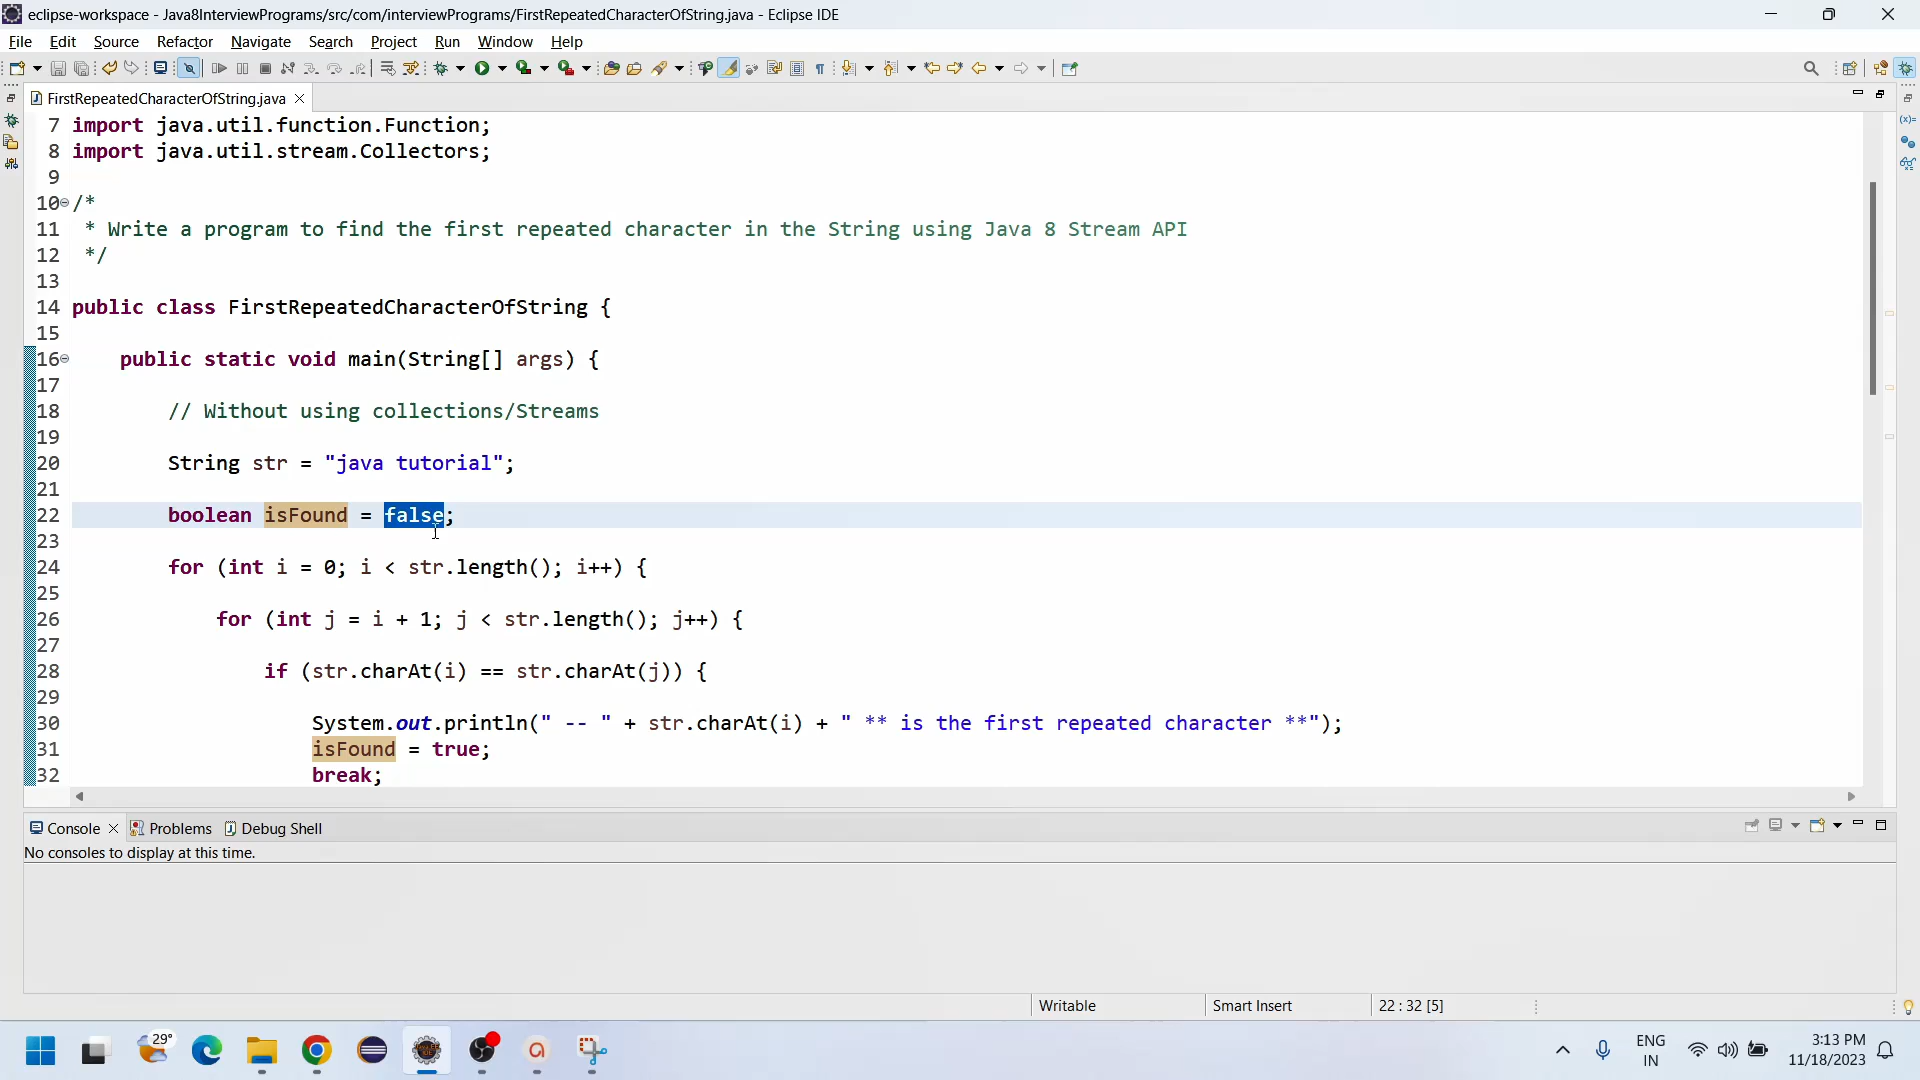 eclipse-workspace - Java8InterviewPrograms/src/com/interviewPrograms/FirstRepeatedCharacterOfString.java - Eclipse IDE
File Edit Source Refactor Navigate Search Project Run Window Help
FirstRepeatedCharacterOfString.java
7 import java.util.function.Function;
8 import java.util.stream.Collectors;
9
10 /*
11 * Write a program to find the first repeated character in the String using Java 8 Stream API
12 */
13
14 public class FirstRepeatedCharacterOfString {
15
16 public static void main(String[] args) {
17
18 // Without using collections/Streams
19
20 String str = "java tutorial";
21
22 boolean isFound = false;
23
24 for (int i = 0; i < str.length(); i++) {
25
26 for (int j = i + 1; j < str.length(); j++) {
27
28 if (str.charAt(i) == str.charAt(j)) {
29
30 System.out.println(" -- " + str.charAt(i) + " ** is the first repeated character **");
31 isFound = true;
32 break;
Console Problems Debug Shell
No consoles to display at this time.
Writable Smart Insert 22 : 32 [5]
29°
ENG
IN
3:13 PM
11/18/2023